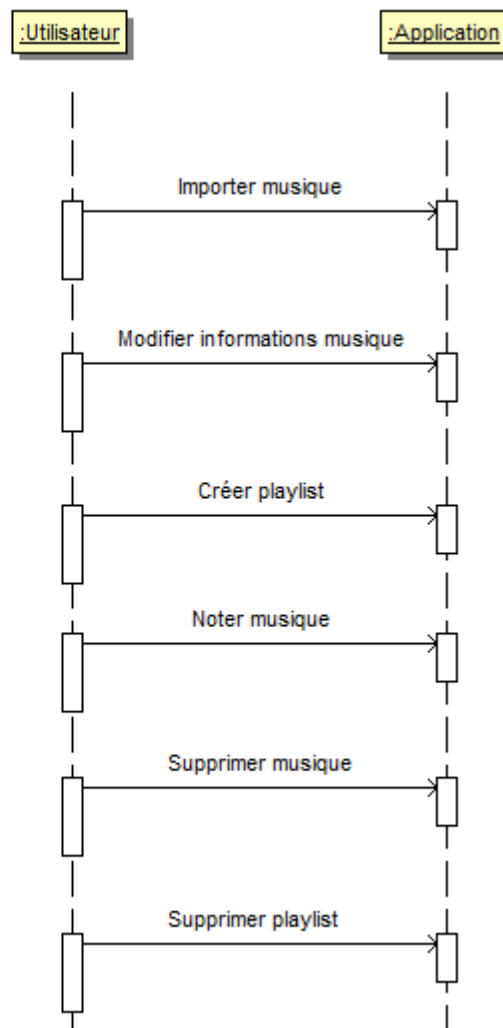 :Utilisateur
:Application
Importer musique
Modifier informations musique
Créer playlist
Noter musique
Supprimer musique
Supprimer playlist